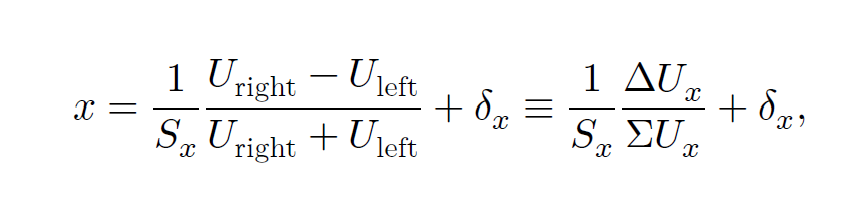 x = \frac{1}{S_x} \frac{U_{\text{right}} - U_{\text{left}}}{U_{\text{right}} + U_{\text{left}}} + \delta_x \equiv \frac{1}{S_x} \frac{\Delta U_x}{\Sigma U_x} + \delta_x,